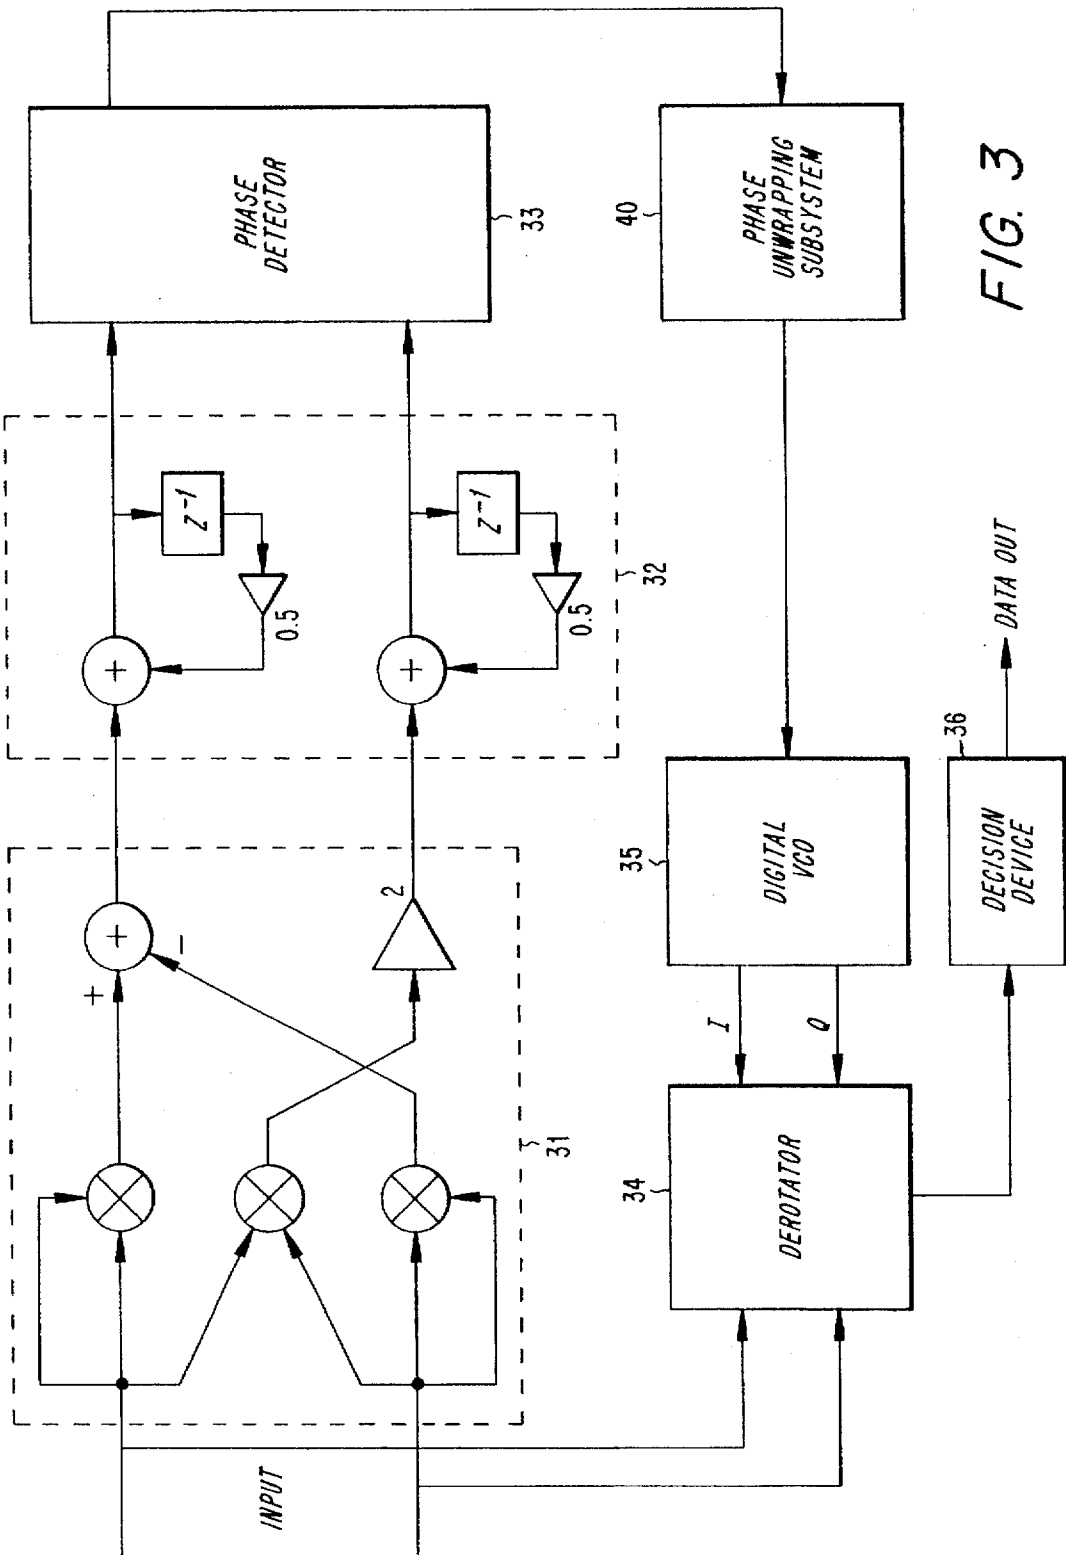 INPUT
+
-
+
2
31
+
+
Z-1
Z-1
0.5
0.5
32
PHASE
DETECTOR
33
34
DEROTATOR
I
Q
35
DIGITAL
VCO
36
DECISION
DEVICE
DATA OUT
40
PHASE
UNWRAPPING
SUBSYSTEM
FIG. 3